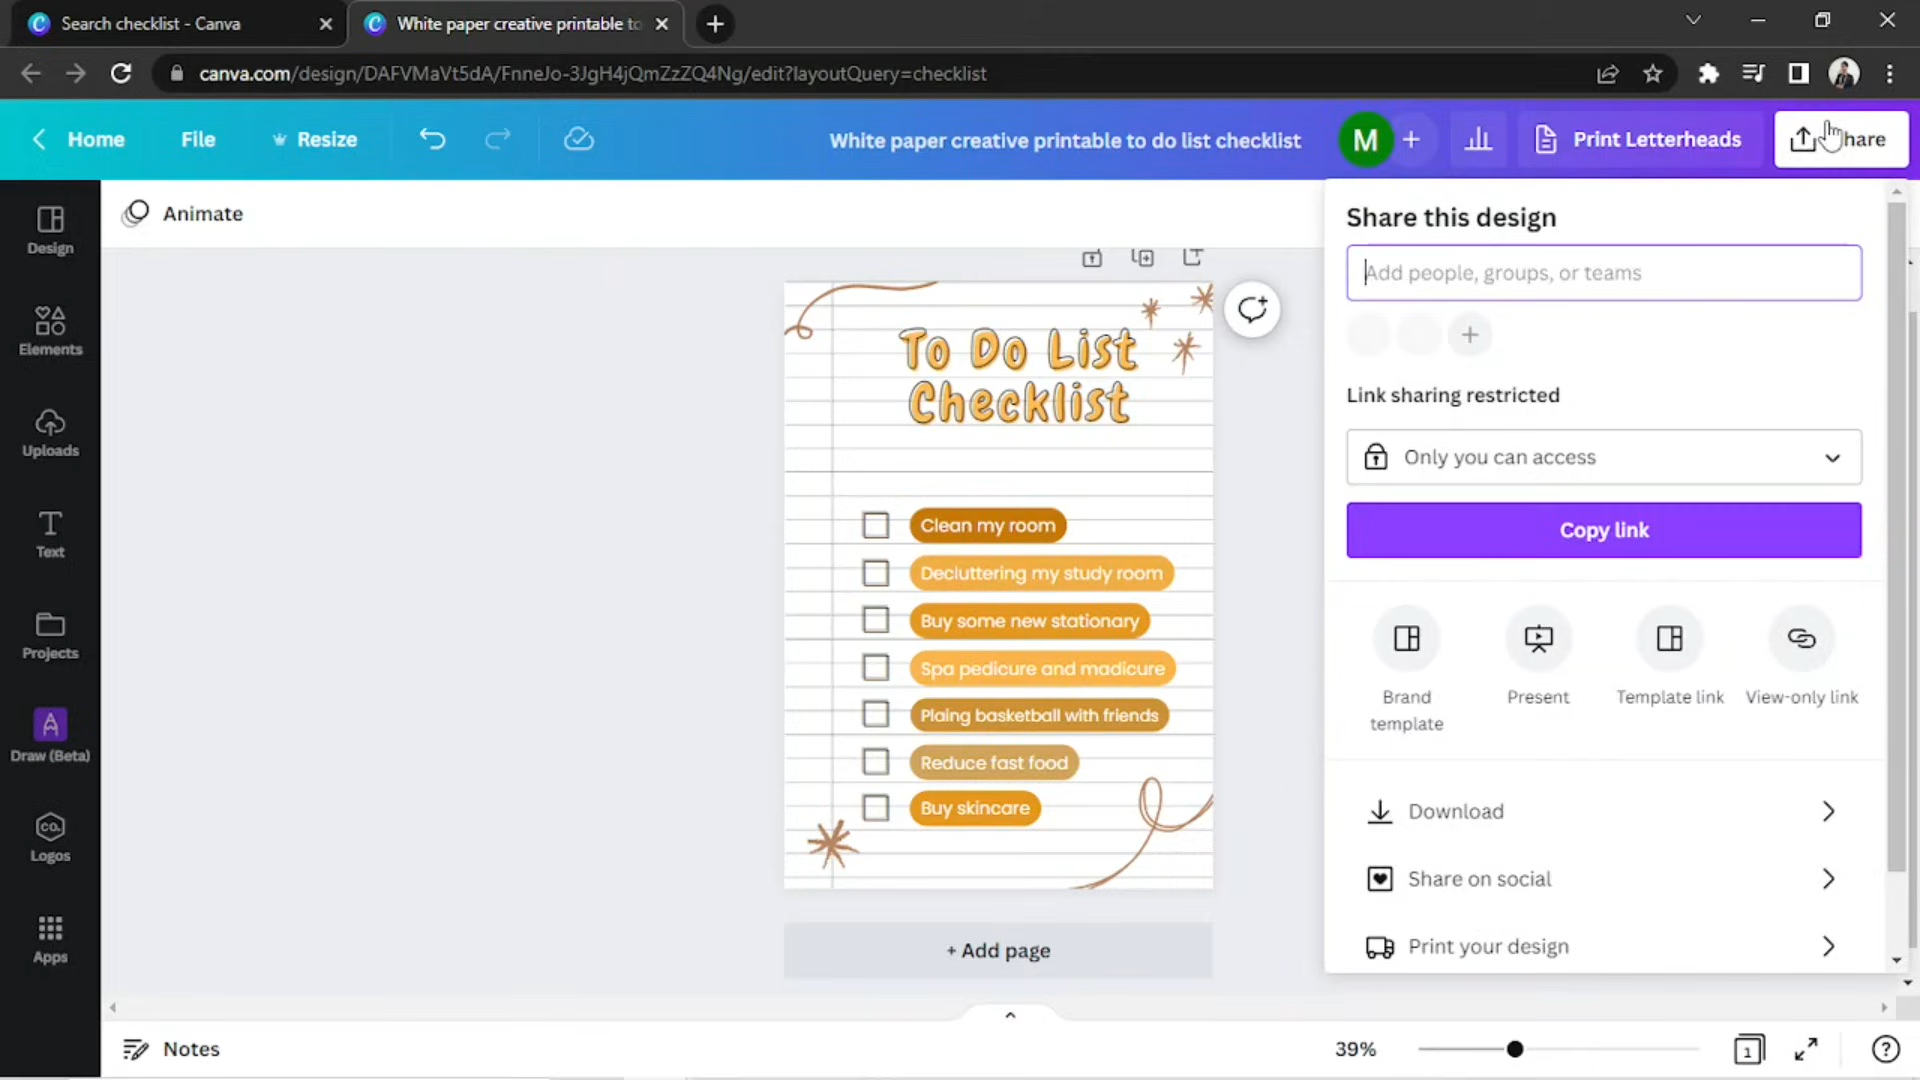 Search checklist - Canva
White paper creative printable to
canva.com/design/DAFVMaVt5dA/FnneJo-3JgH4jQmZzZQ4Ng/edit?layoutQuery=checklist
Home
File
Resize
White paper creative printable to do list checklist
M
Print Letterheads
hare
Design
Elements
Uploads
Text
Projects
Draw (Beta)
CO.
Logos
Apps
Animate
To Do List
Checklist
Clean my room
Decluttering my study room
Buy some new stationary
Spa pedicure and madicure
Plaing basketball with friends
Reduce fast food
Buy skincare
+ Add page
Share this design
Add people, groups, or teams
Link sharing restricted
Only you can access
Copy link
Brand
template
Present
Template link
View-only link
Download
Share on social
Print your design
Notes
39%
1